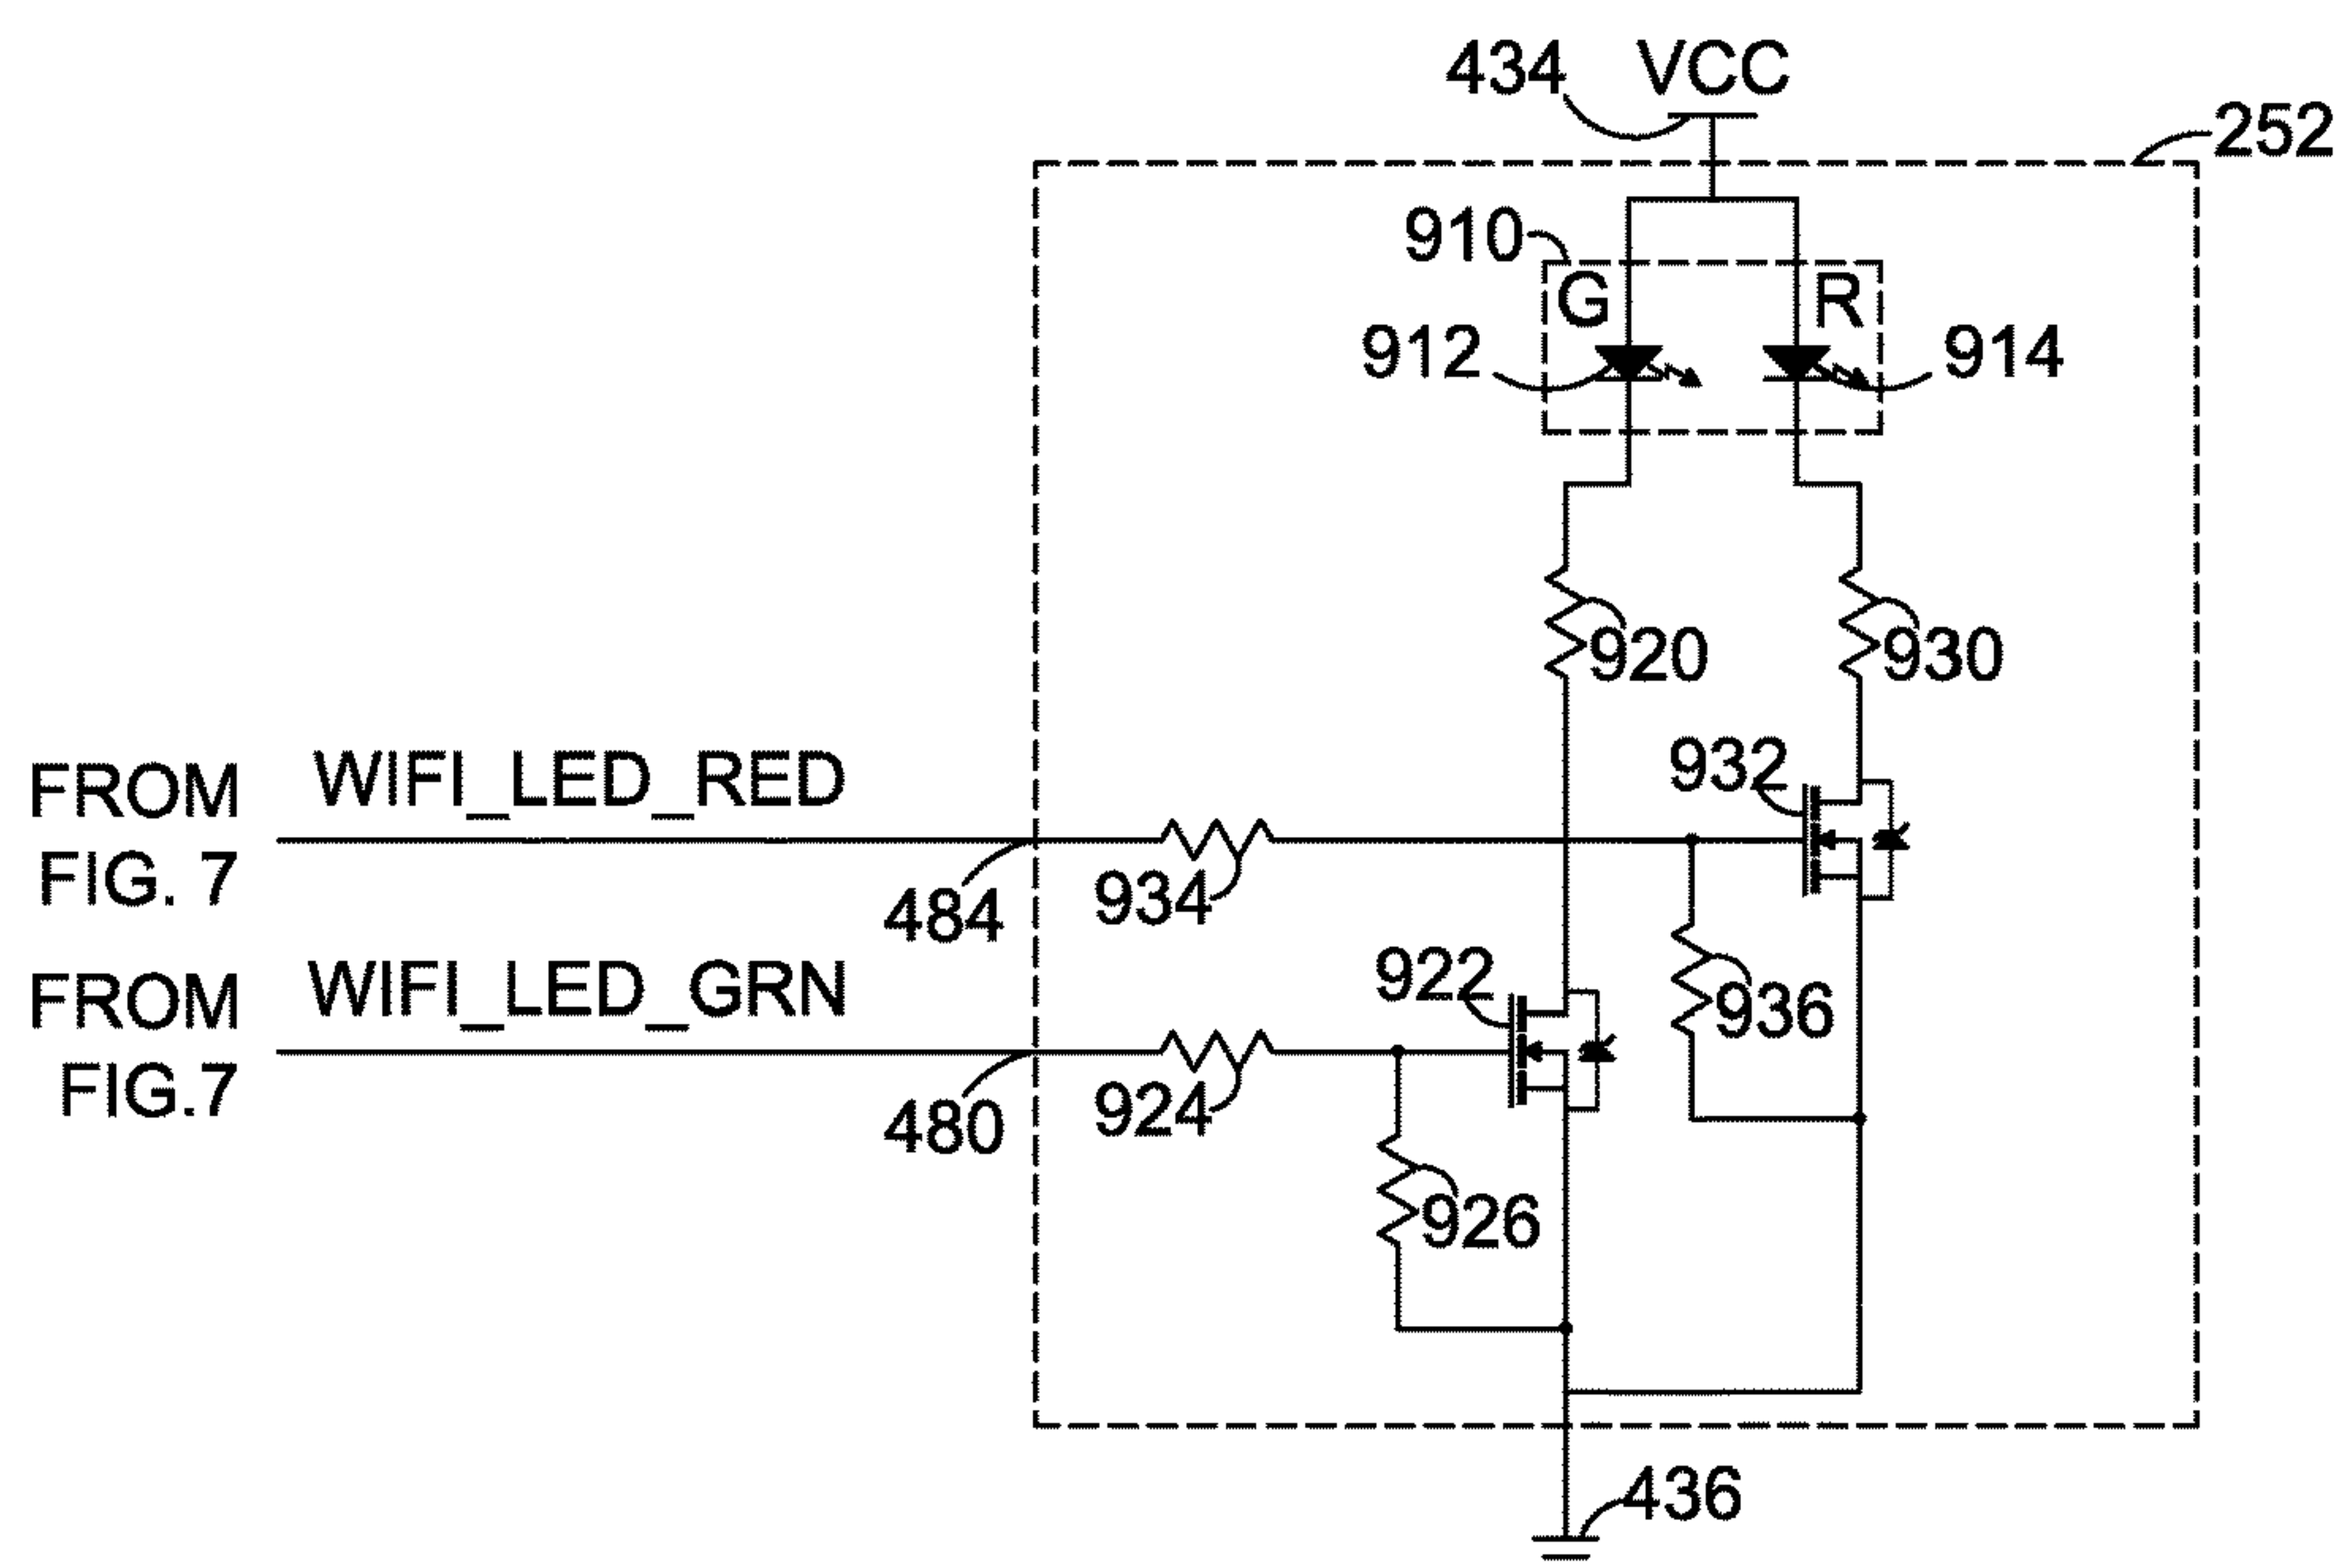 434 VCC
252
910
G R
912
914
920
930
FROM FIG. 7
WIFI_LED_RED
932
484
934
FROM FIG.7
WIFI_LED_GRN
922
936
480
924
926
436